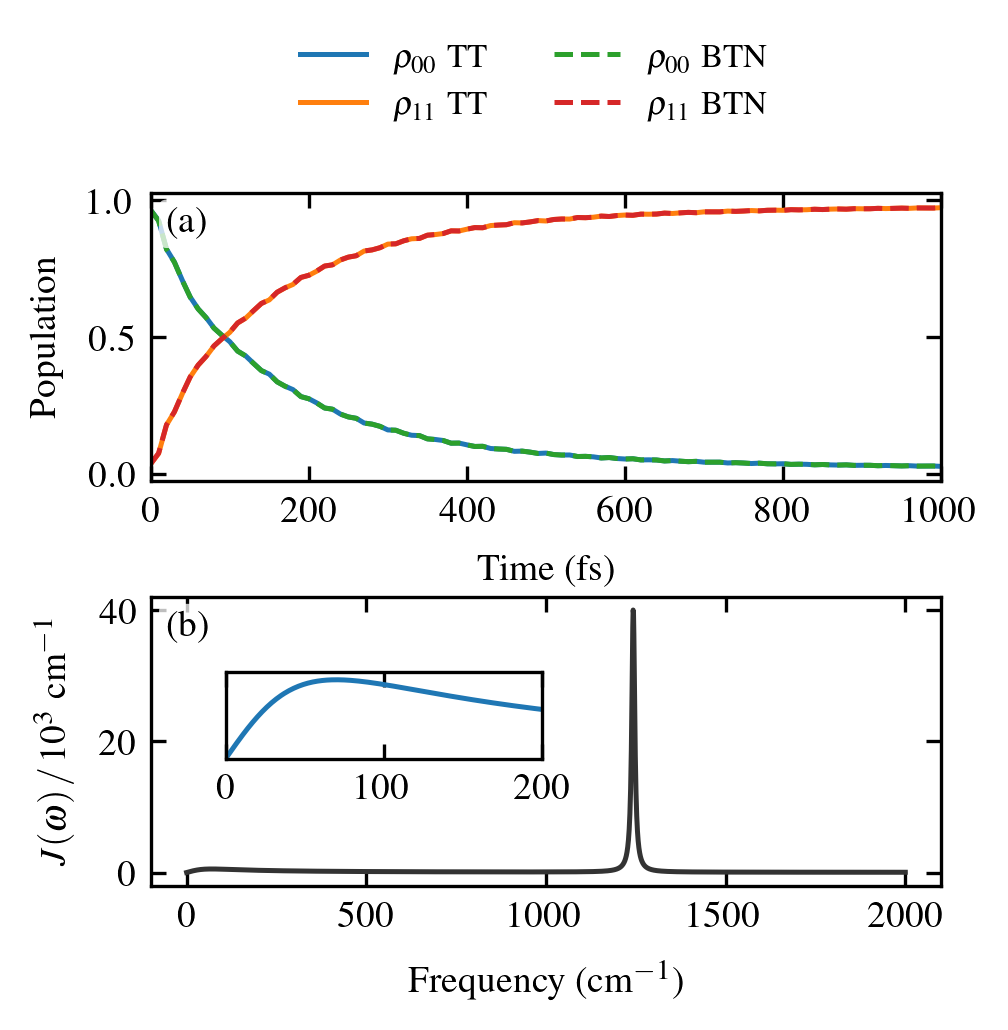 ρ₀₀ TT ρ₀₀ BTN
ρ₁₁ TT ρ₁₁ BTN
(a)
1.0
0.5
0.0
Population
0 200 400 600 800 1000
Time (fs)
(b)
40
20
0
J(ω) / 10³ cm⁻¹
0 100 200
0 500 1000 1500 2000
Frequency (cm⁻¹)